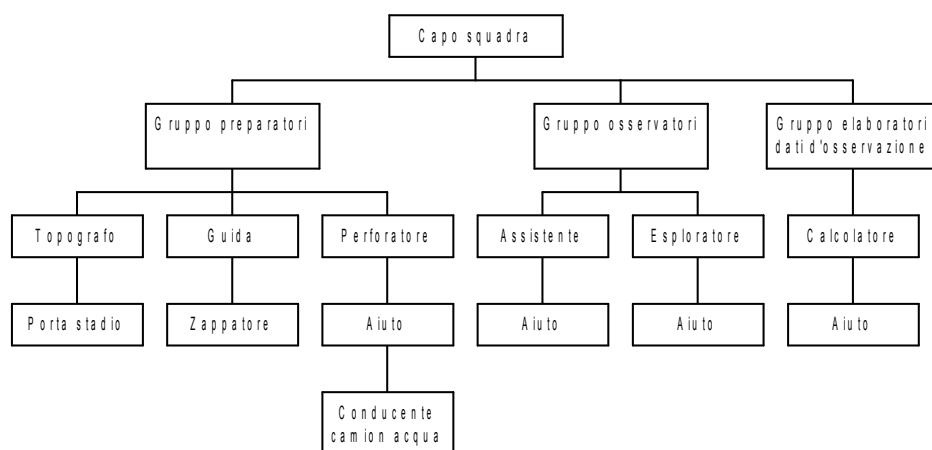 Capo squadra
Gruppo preparatori
Gruppo osservatori
Gruppo elaboratori
dati d'osservazione
Topografo
Guida
Perforatore
Assistente
Esploratore
Calcolatore
Porta stadio
Zappatore
Aiuto
Aiuto
Aiuto
Aiuto
Conducente
camion acqua